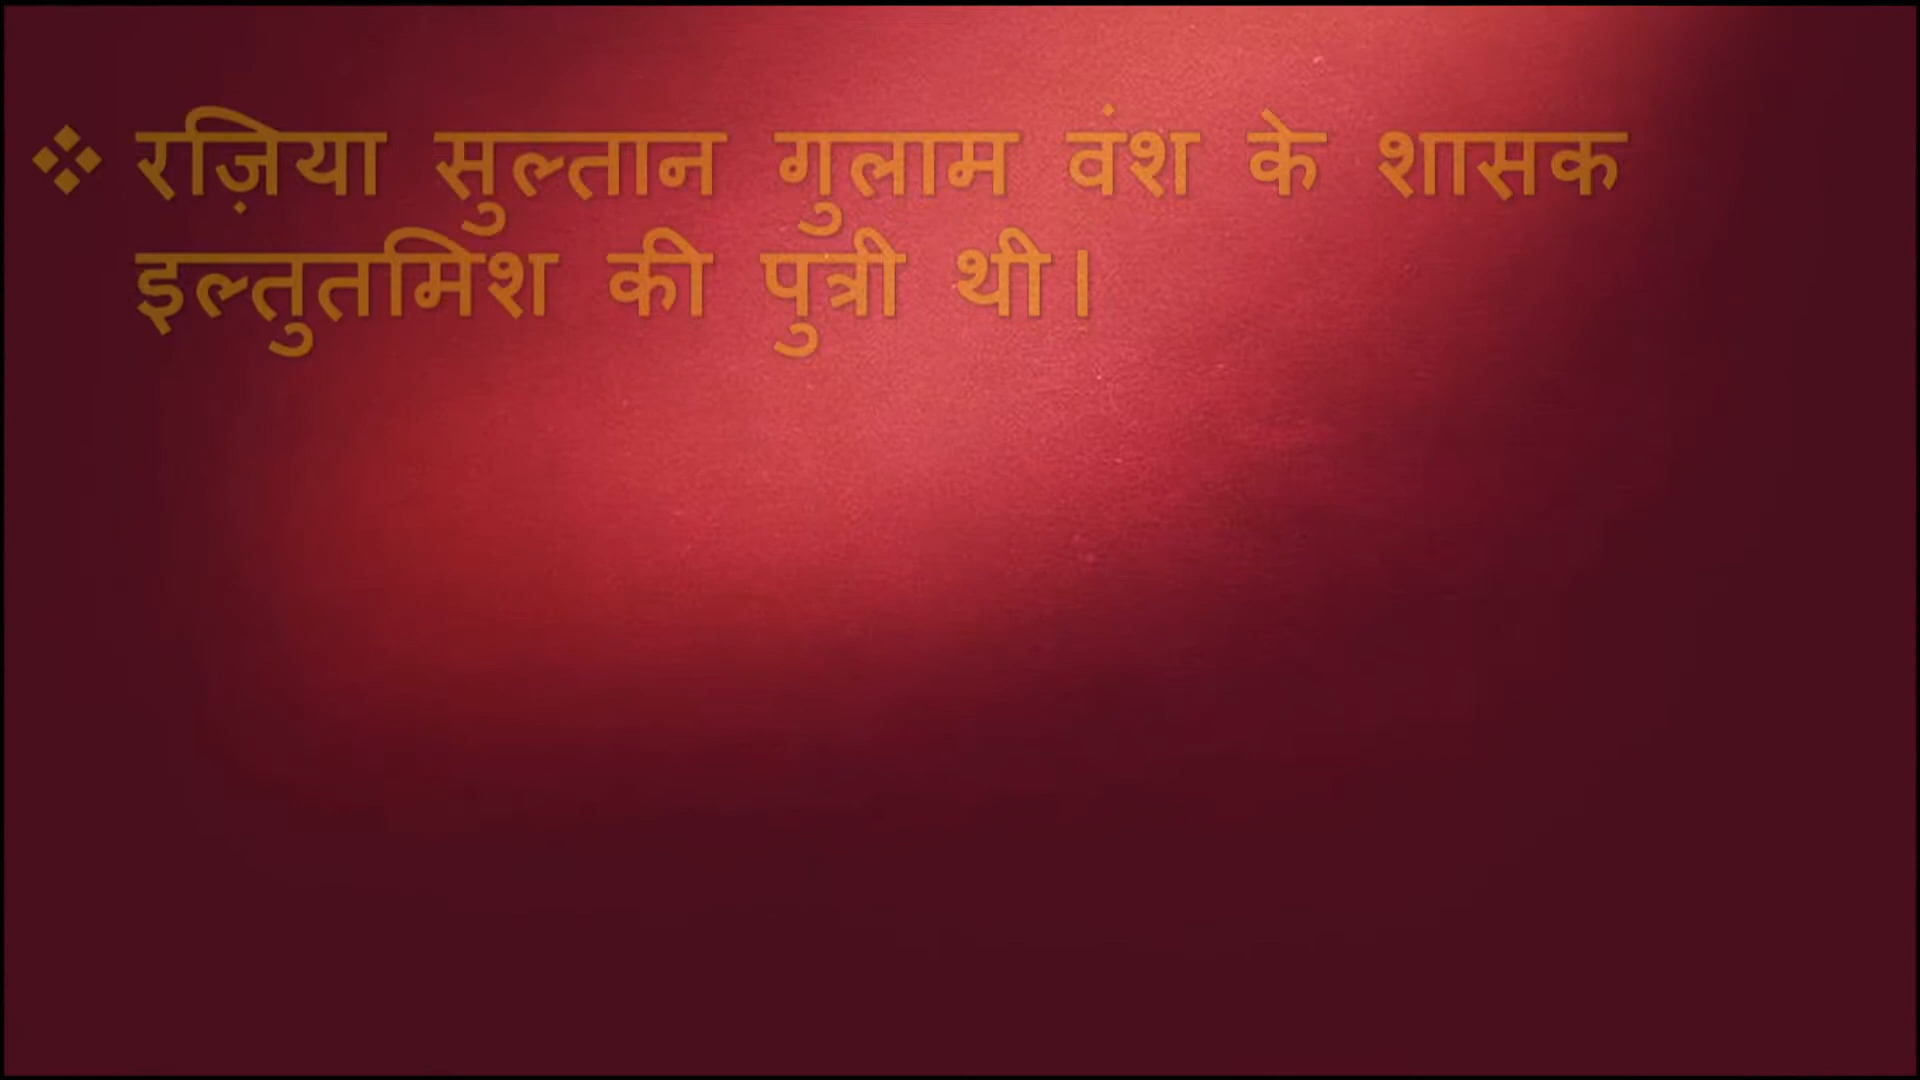 ❖ रज़िया सुल्तान गुलाम वंश के शासक
इल्तुतमिश की पुत्री थी।